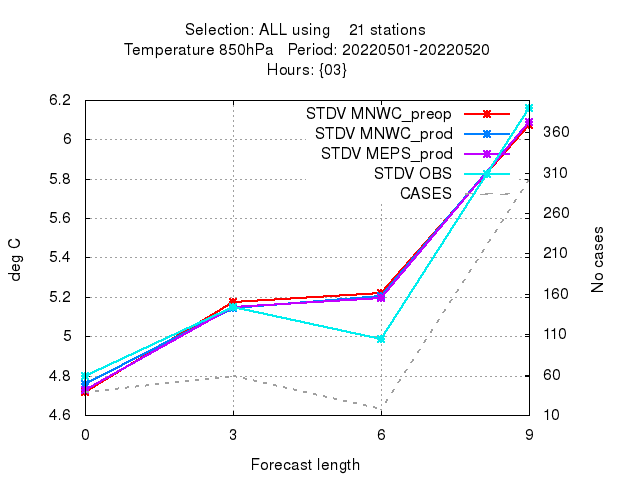 Selection: ALL using 21 stations
Temperature 850hPa Period: 20220501-20220520
Hours: {03}
STDV MNWC_preop
STDV MNWC_prod
STDV MEPS_prod
STDV OBS
CASES
6.2
6
5.8
5.6
5.4
5.2
5
4.8
4.6
deg C
360
310
260
210
160
110
60
10
No cases
0 3 6 9
Forecast length